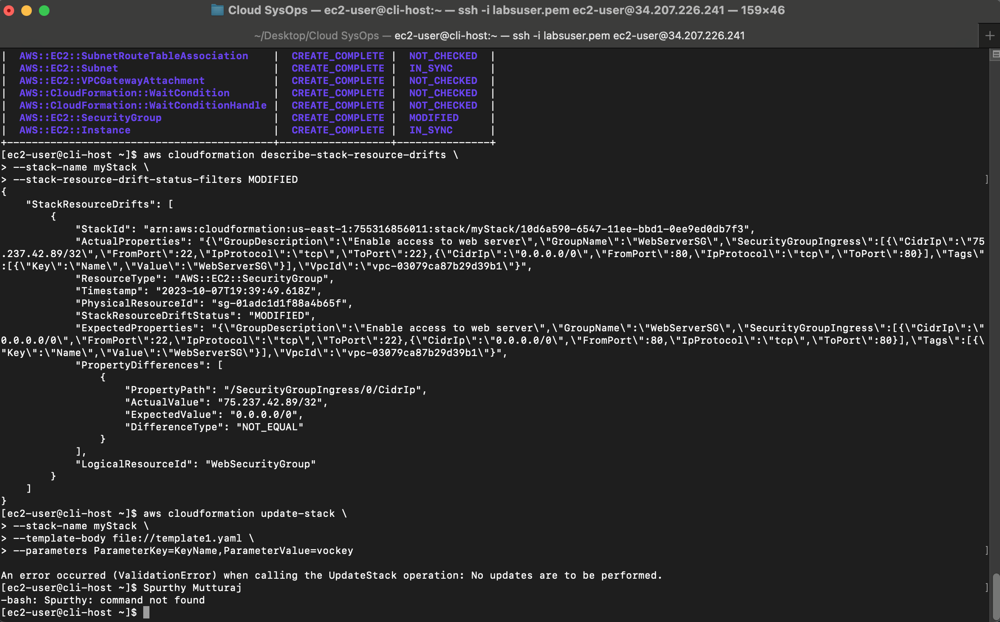 Cloud SysOps — ec2-user@cli-host:~ — ssh -i labsuser.pem ec2-user@34.207.226.241 — 159×46
~/Desktop/Cloud SysOps — ec2-user@cli-host:~ — ssh -i labsuser.pem ec2-user@34.207.226.241 +
|  AWS::EC2::SubnetRouteTableAssociation    |  CREATE_COMPLETE |  NOT_CHECKED  |
|  AWS::EC2::Subnet                         |  CREATE_COMPLETE |  IN_SYNC      |
|  AWS::EC2::VPCGatewayAttachment           |  CREATE_COMPLETE |  NOT_CHECKED  |
|  AWS::CloudFormation::WaitCondition       |  CREATE_COMPLETE |  NOT_CHECKED  |
|  AWS::CloudFormation::WaitConditionHandle |  CREATE_COMPLETE |  NOT_CHECKED  |
|  AWS::EC2::SecurityGroup                  |  CREATE_COMPLETE |  MODIFIED     |
|  AWS::EC2::Instance                       |  CREATE_COMPLETE |  IN_SYNC      |
+-------------------------------------------+------------------+---------------+
[ec2-user@cli-host ~]$ aws cloudformation describe-stack-resource-drifts \
> --stack-name myStack \
> --stack-resource-drift-status-filters MODIFIED ]
{
    "StackResourceDrifts": [
        {
            "StackId": "arn:aws:cloudformation:us-east-1:755316856011:stack/myStack/10d6a590-6547-11ee-bbd1-0ee9ed0db7f3",
            "ActualProperties": "{\"GroupDescription\":\"Enable access to web server\",\"GroupName\":\"WebServerSG\",\"SecurityGroupIngress\":[{\"CidrIp\":\"75
.237.42.89/32\",\"FromPort\":22,\"IpProtocol\":\"tcp\",\"ToPort\":22},{\"CidrIp\":\"0.0.0.0/0\",\"FromPort\":80,\"IpProtocol\":\"tcp\",\"ToPort\":80}],\"Tags\"
:[{\"Key\":\"Name\",\"Value\":\"WebServerSG\"}],\"VpcId\":\"vpc-03079ca87b29d39b1\"}",
            "ResourceType": "AWS::EC2::SecurityGroup",
            "Timestamp": "2023-10-07T19:39:49.618Z",
            "PhysicalResourceId": "sg-01adc1d1f88a4b65f",
            "StackResourceDriftStatus": "MODIFIED",
            "ExpectedProperties": "{\"GroupDescription\":\"Enable access to web server\",\"GroupName\":\"WebServerSG\",\"SecurityGroupIngress\":[{\"CidrIp\":\"
0.0.0.0/0\",\"FromPort\":22,\"IpProtocol\":\"tcp\",\"ToPort\":22},{\"CidrIp\":\"0.0.0.0/0\",\"FromPort\":80,\"IpProtocol\":\"tcp\",\"ToPort\":80}],\"Tags\":[{\
"Key\":\"Name\",\"Value\":\"WebServerSG\"}],\"VpcId\":\"vpc-03079ca87b29d39b1\"}",
            "PropertyDifferences": [
                {
                    "PropertyPath": "/SecurityGroupIngress/0/CidrIp",
                    "ActualValue": "75.237.42.89/32",
                    "ExpectedValue": "0.0.0.0/0",
                    "DifferenceType": "NOT_EQUAL"
                }
            ],
            "LogicalResourceId": "WebSecurityGroup"
        }
    ]
}
[ec2-user@cli-host ~]$ aws cloudformation update-stack \
> --stack-name myStack \
> --template-body file://template1.yaml \
> --parameters ParameterKey=KeyName,ParameterValue=vockey ]

An error occurred (ValidationError) when calling the UpdateStack operation: No updates are to be performed.
[ec2-user@cli-host ~]$ Spurthy Mutturaj ]
-bash: Spurthy: command not found
[ec2-user@cli-host ~]$